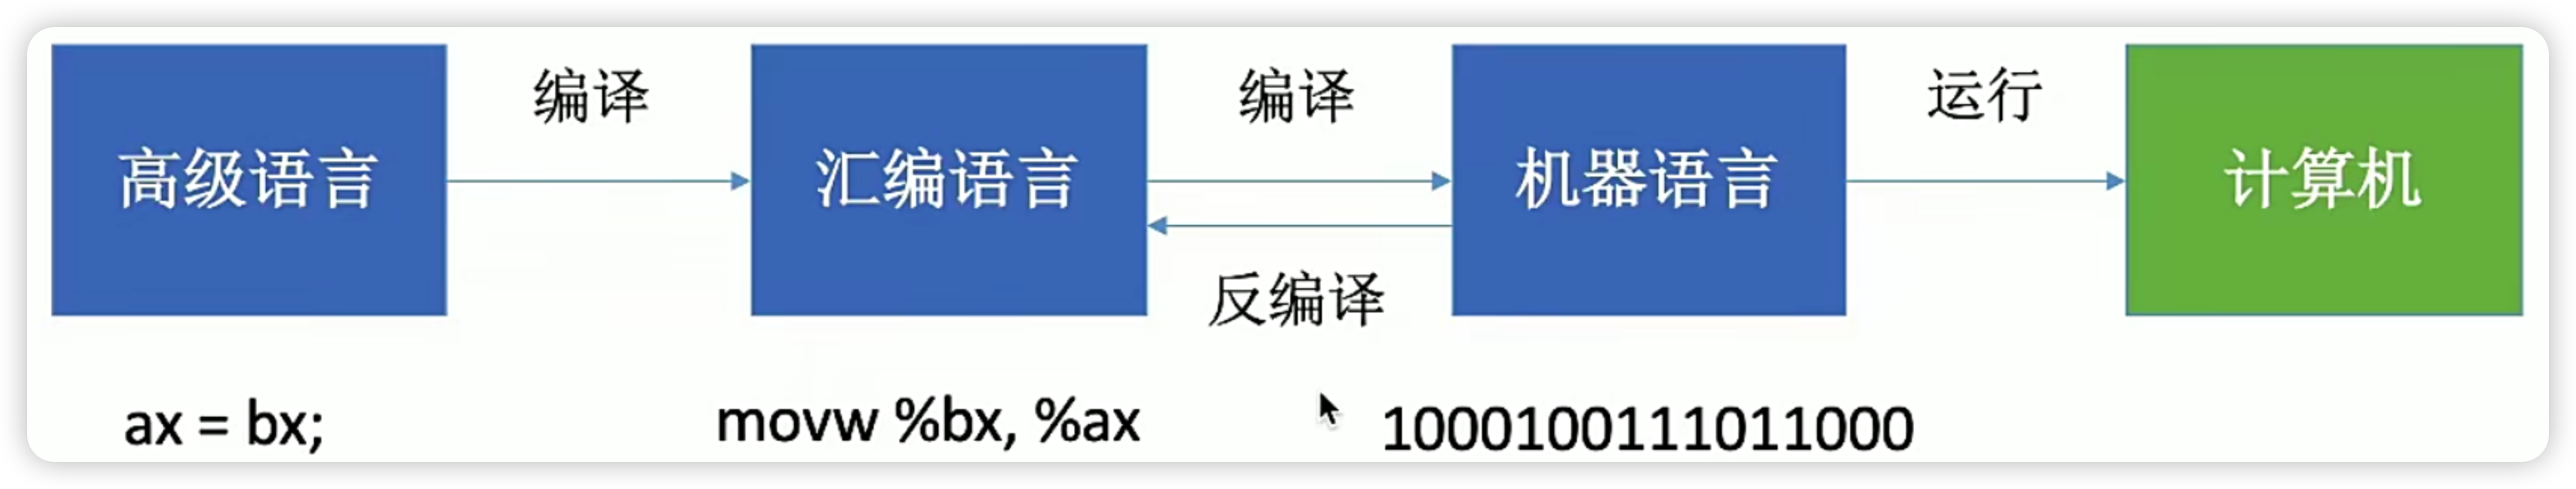 编译
编译
运行
高级语言
汇编语言
机器语言
计算机
反编译
ax = bx;
movw %bx, %ax
1000100111011000